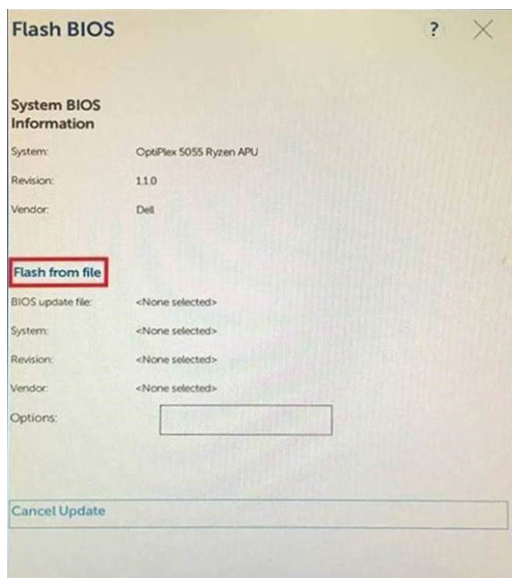 Flash BIOS ? X
System BIOS
Information
System: OptiPlex 5055 Ryzen APU
Revision: 1.1.0
Vendor: Dell
Flash from file
BIOS update file: <None selected>
System: <None selected>
Revision: <None selected>
Vendor: <None selected>
Options:
Cancel Update